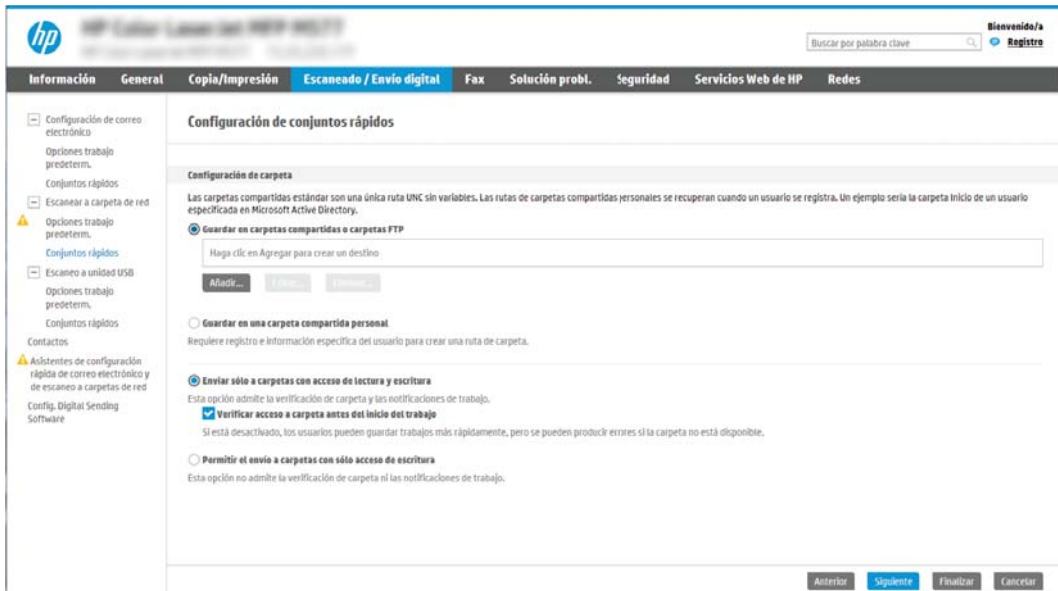 hp
Bienvenido/a
Buscar por palabra clave
Registro
Información General Copia/Impresión Escaneado / Envío digital Fax Solución probl. Seguridad Servicios Web de HP Redes
Configuración de correo
electrónico
Opciones trabajo
predeterm.
Conjuntos rápidos
Escanear a carpeta de red
Opciones trabajo
predeterm.
Conjuntos rápidos
Escaneo a unidad USB
Opciones trabajo
predeterm.
Conjuntos rápidos
Contactos
Asistentes de configuración
rápida de correo electrónico y
de escaneo a carpetas de red
Config. Digital Sending
Software
Configuración de conjuntos rápidos
Configuración de carpeta
Las carpetas compartidas estándar son una única ruta UNC sin variables. Las rutas de carpetas compartidas personales se recuperan cuando un usuario se registra. Un ejemplo sería la carpeta Inicio de un usuario
especificada en Microsoft Active Directory.
Guardar en carpetas compartidas o carpetas FTP
Haga clic en Agregar para crear un destino
Añadir...
Guardar en una carpeta compartida personal
Requiere registro e información específica del usuario para crear una ruta de carpeta.
Enviar sólo a carpetas con acceso de lectura y escritura
Esta opción admite la verificación de carpeta y las notificaciones de trabajo.
Verificar acceso a carpeta antes del inicio del trabajo
Si está desactivado, los usuarios pueden guardar trabajos más rápidamente, pero se pueden producir errores si la carpeta no está disponible.
Permitir el envío a carpetas con sólo acceso de escritura
Esta opción no admite la verificación de carpeta ni las notificaciones de trabajo.
Anterior Siguiente Finalizar Cancelar